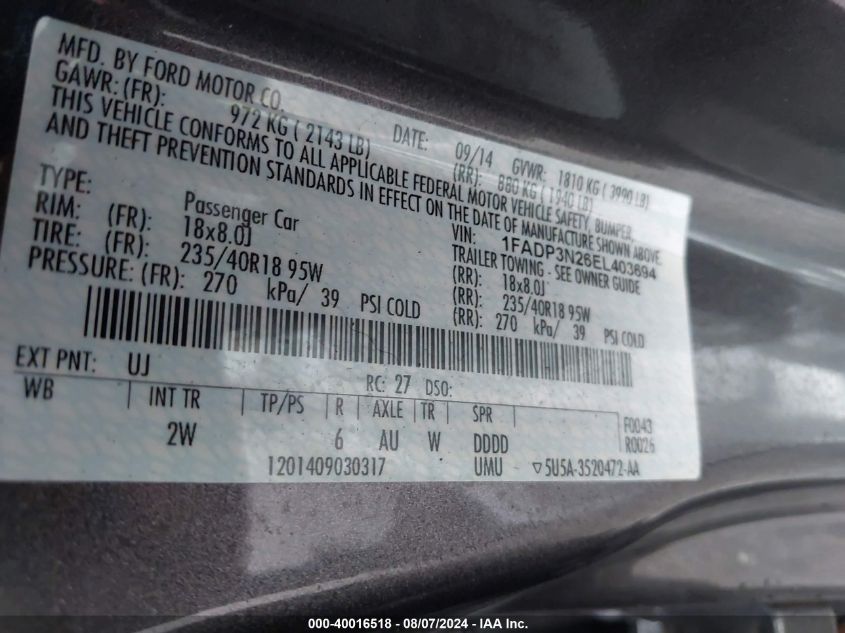 MFD. BY FORD MOTOR CO.
DATE: 09/14 GVWR: 1810 KG ( 3990 LB)
GAWR: (FR): 972 KG ( 2143 LB) (RR): 880 KG ( 1940 LB)
THIS VEHICLE CONFORMS TO ALL APPLICABLE FEDERAL MOTOR VEHICLE SAFETY, BUMPER,
AND THEFT PREVENTION STANDARDS IN EFFECT ON THE DATE OF MANUFACTURE SHOWN ABOVE.
VIN: 1FADP3N26EL403694
TYPE: Passenger Car TRAILER TOWING - SEE OWNER GUIDE
RIM: (FR): 18x8.0J (RR): 18x8.0J
TIRE: (FR): 235/40R18 95W (RR): 235/40R18 95W
PRESSURE: (FR): 270 kPa/ 39 PSI COLD (RR): 270 kPa/ 39 PSI COLD
EXT PNT: UJ RC: 27 DSO:
WB INT TR TP/PS R AXLE TR SPR F0043
2W 6 AU W DDDD R0026
1201409030317 UMU ▽5U5A-3520472-AA
000-40016518 - 08/07/2024 - IAA Inc.